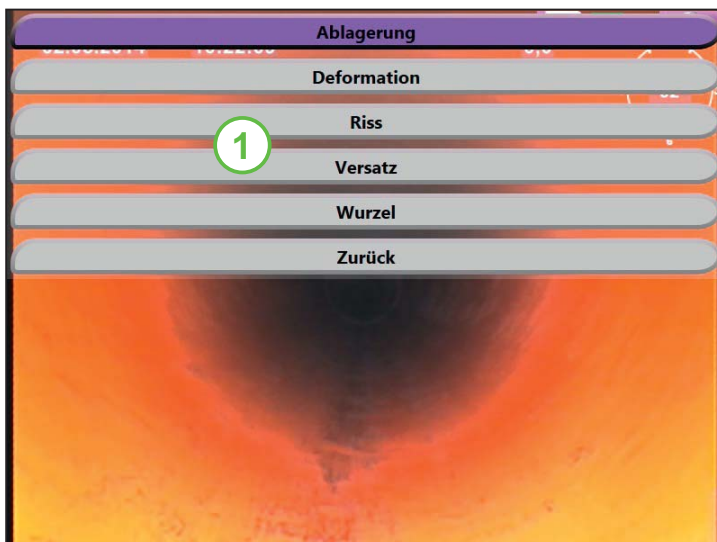 Ablagerung
Deformation
Riss
1
Versatz
Wurzel
Zurück